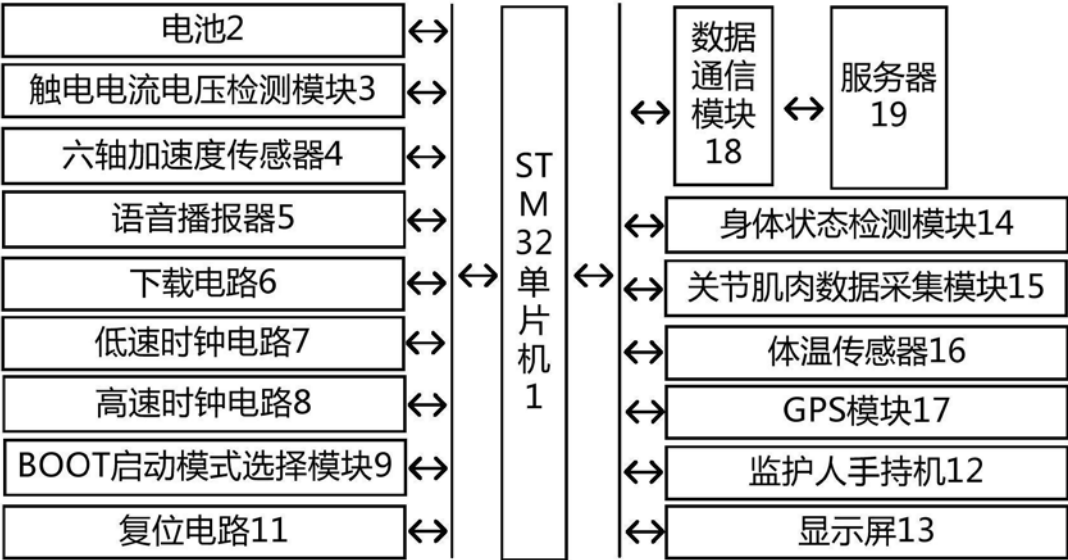 电池2
触电电流电压检测模块3
六轴加速度传感器4
语音播报器5
下载电路6
低速时钟电路7
高速时钟电路8
BOOT启动模式选择模块9
复位电路11
ST
M
32
单
片
机
1
数据
通信
模块
18
服务器
19
身体状态检测模块14
关节肌肉数据采集模块15
体温传感器16
GPS模块17
监护人手持机12
显示屏13